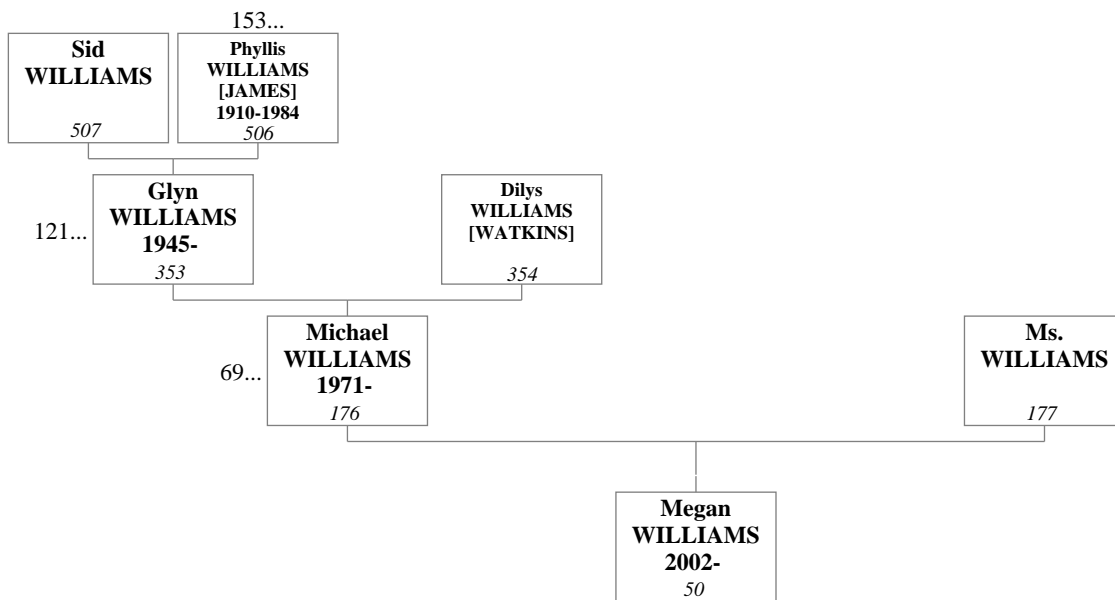 153...
Sid
WILLIAMS
507
Phyllis
WILLIAMS
[JAMES]
1910-1984
506
121...
Glyn
WILLIAMS
1945-
353
Dilys
WILLIAMS
[WATKINS]
354
69...
Michael
WILLIAMS
1971-
176
Ms.
WILLIAMS
177
Megan
WILLIAMS
2002-
50